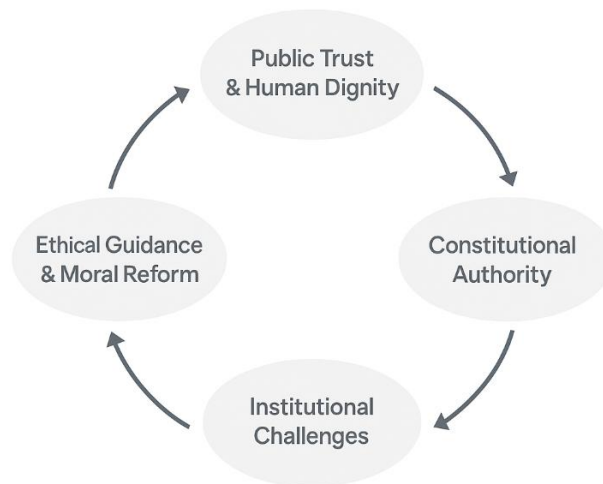 Public Trust
& Human Dignity
Constitutional
Authority
Institutional
Challenges
Ethical Guidance
& Moral Reform